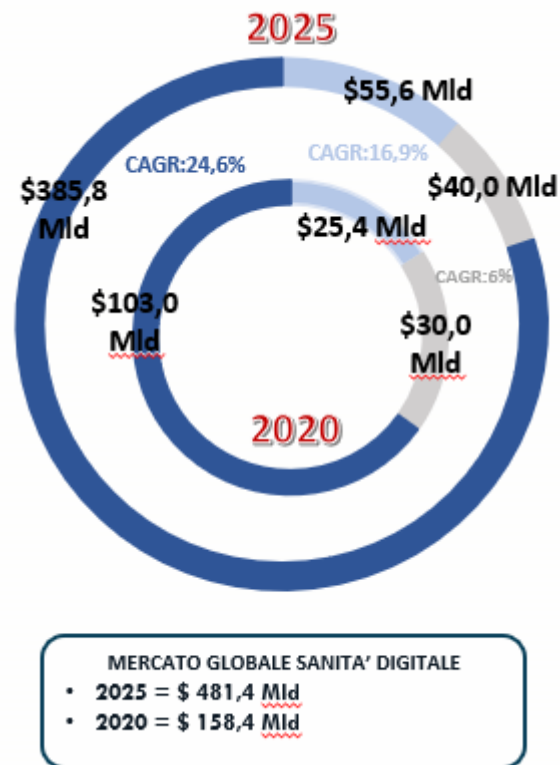 2025
$55,6 Mld
CAGR:24,6%
CAGR:16,9%
$385,8
Mld
$40,0 Mld
$25,4 Mld
CAGR:6%
$103,0
Mld
$30,0
Mld
2020
MERCATO GLOBALE SANITA’ DIGITALE
• 2025 = $ 481,4 Mld
• 2020 = $ 158,4 Mld